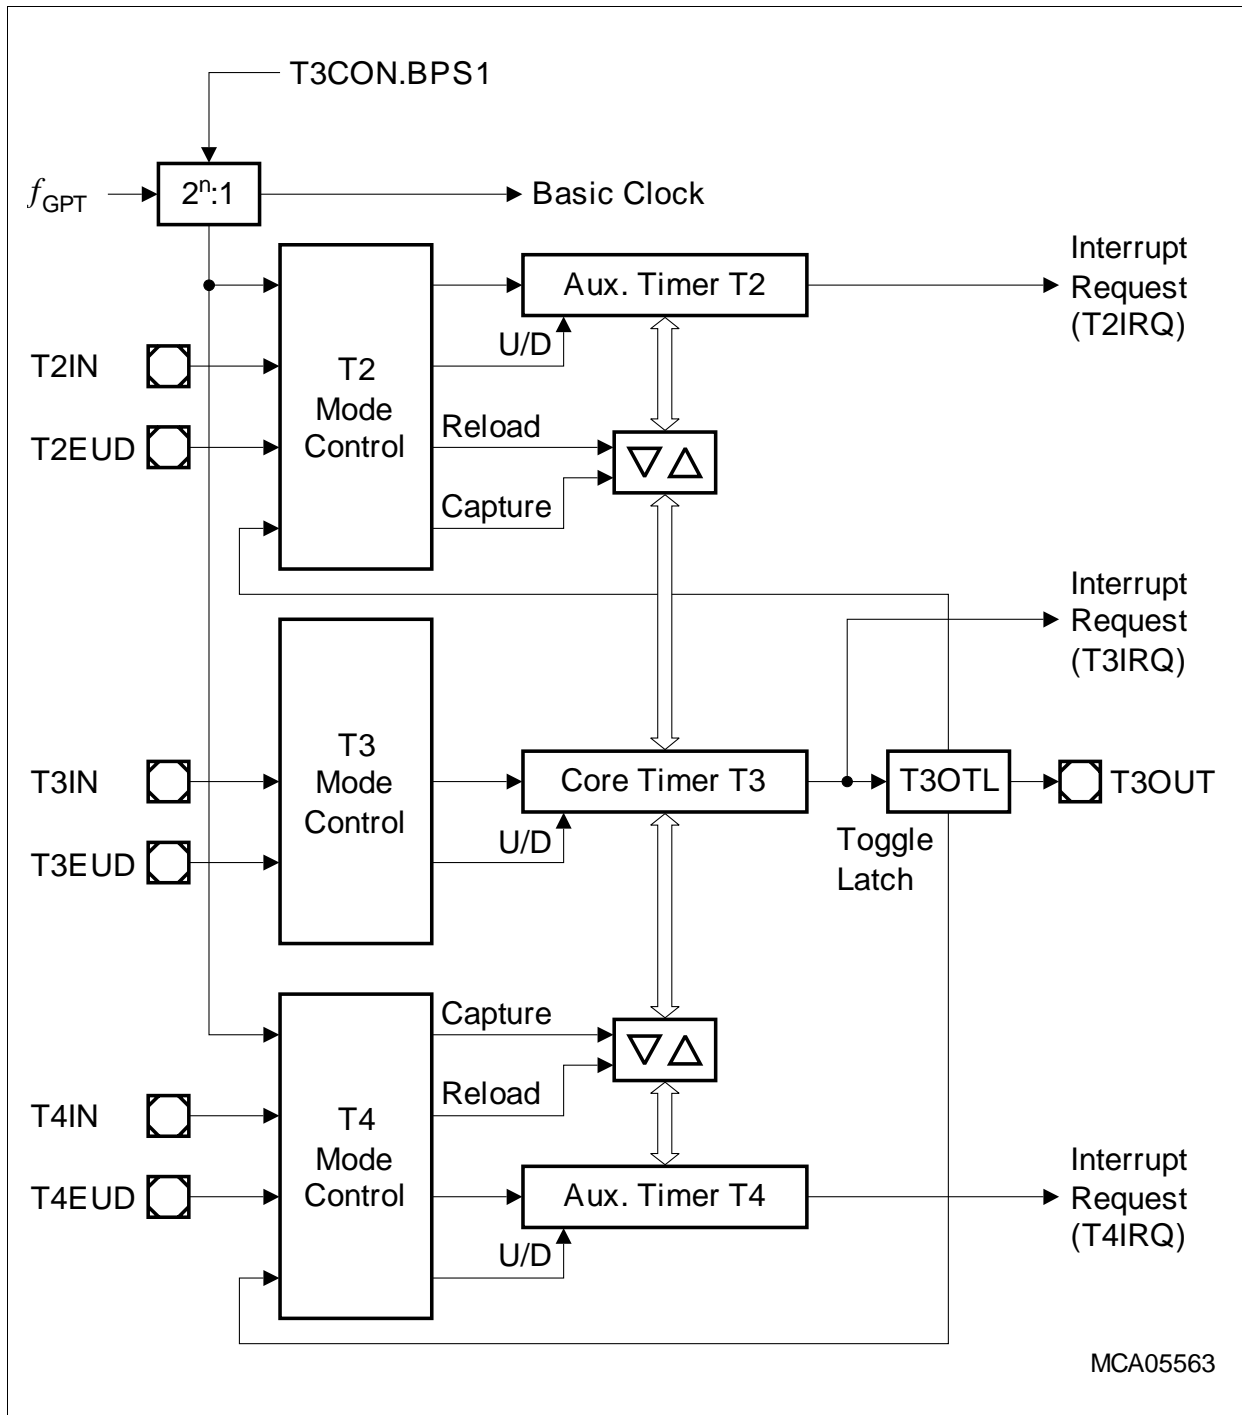 T3CON.BPS1
fGPT
2ⁿ:1
Basic Clock
Interrupt
Request
(T2IRQ)
Aux. Timer T2
U/D
T2IN
T2
Mode
Control
T2EUD
Reload
Capture
Interrupt
Request
(T3IRQ)
T3IN
T3
Mode
Control
Core Timer T3
T3OTL
T3OUT
T3EUD
U/D
Toggle
Latch
Capture
Reload
T4IN
T4
Mode
Control
T4EUD
Aux. Timer T4
U/D
Interrupt
Request
(T4IRQ)
MCA05563